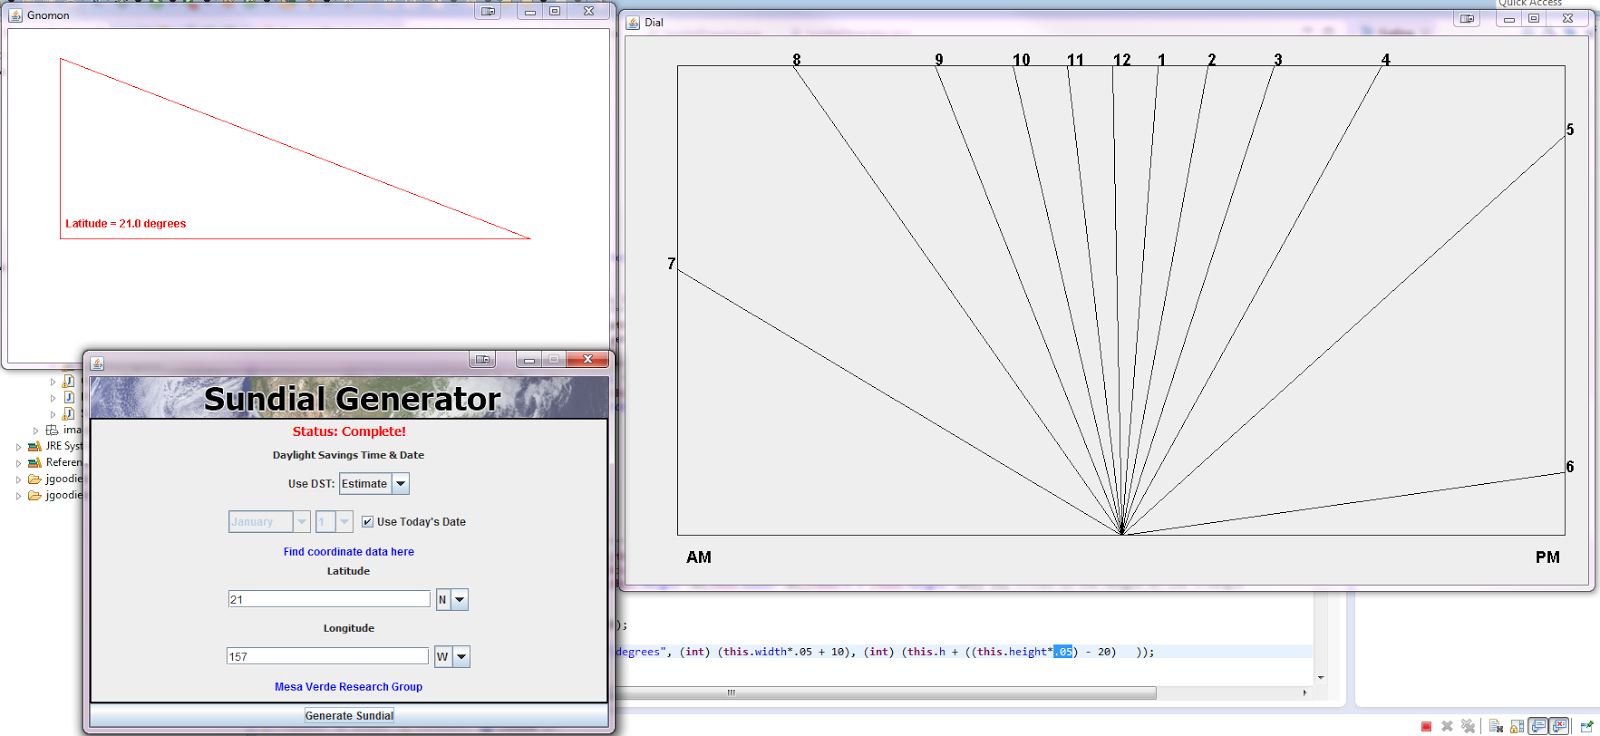 Quick Access
Gnomon
Latitude = 21.0 degrees
Dial
8 9 10 11 12 1 2 3 4
5
7
6
AM PM
Sundial Generator
Status: Complete!
Daylight Savings Time & Date
Use DST: Estimate
January 1 Use Today's Date
Find coordinate data here
Latitude
21 N
Longitude
157 W
Mesa Verde Research Group
Generate Sundial
ima
JRE Syst
Referen
jgoodie
jgoodie
);
degrees", (int) (this.width*.05 + 10), (int) (this.h + ((this.height*.05) - 20) ));